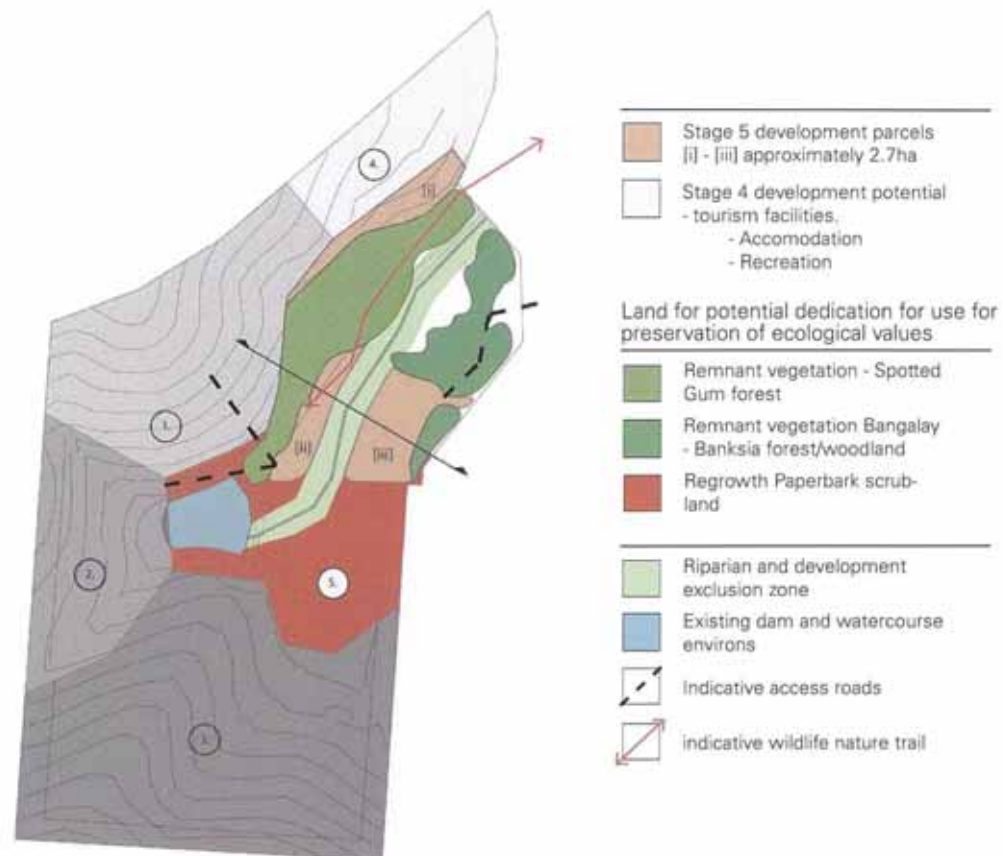 4.
[i]
1.
[ii]
[iii]
2.
5.
3.
Stage 5 development parcels
[i] - [iii] approximately 2.7ha
Stage 4 development potential
- tourism facilities.
- Accomodation
- Recreation
Land for potential dedication for use for
preservation of ecological values
Remnant vegetation - Spotted
Gum forest
Remnant vegetation Bangalay
- Banksia forest/woodland
Regrowth Paperbark scrub-
land
Riparian and development
exclusion zone
Existing dam and watercourse
environs
Indicative access roads
indicative wildlife nature trail